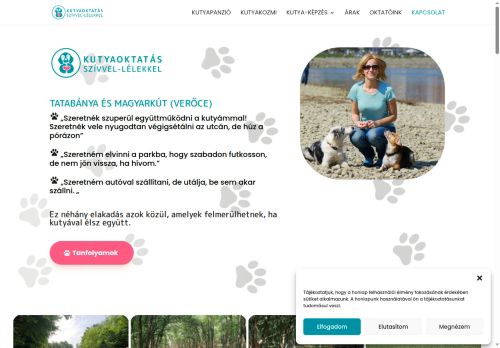 KUTYAOKTATÁS
SZÍVVEL-LÉLEKKEL
KUTYAPANZIÓ
KUTYAKOZMI
KUTYA-KÉPZÉS
ÁRAK
OKTATÓINK
KAPCSOLAT
KUTYAOKTATÁS
SZÍVVEL-LÉLEKKEL
TATABÁNYA ÉS MAGYARKÚT (VERŐCE)
„Szeretnék szuperül együttműködni a kutyámmal!
Szeretnék vele nyugodtan végigsétálni az utcán, de húz a
pórázon”
„Szeretném elvinni a parkba, hogy szabadon futkosson,
de nem jön vissza, ha hívom.”
„Szeretném autóval szállítani, de utálja, be sem akar
szállni. „
Ez néhány elakadás azok közül, amelyek felmerülhetnek, ha
kutyával élsz együtt.
Tanfolyamok
Tájékoztatjuk, hogy a honlap felhasználói élmény fokozásának érdekében
sütiket alkalmazunk. A honlapunk használatával ön a tájékoztatásunkat
tudomásul veszi.
Elfogadom
Elutasítom
Megnézem